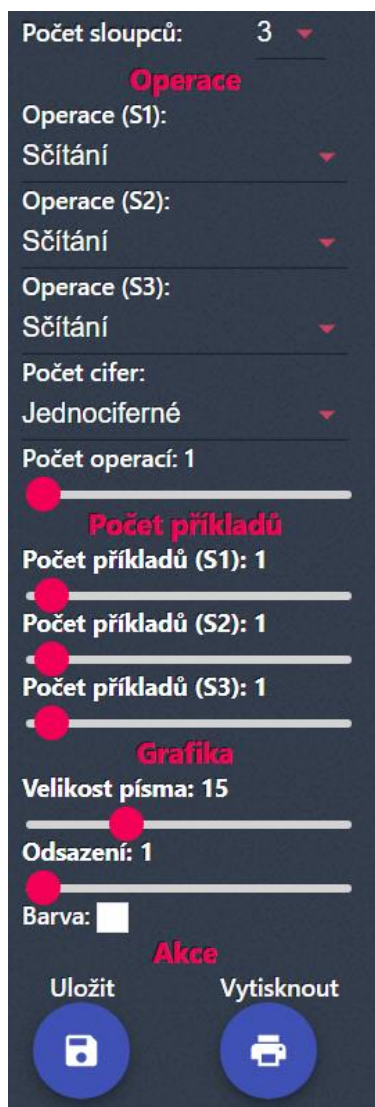 Počet sloupců: 3
Operace
Operace (S1):
Sčítání
Operace (S2):
Sčítání
Operace (S3):
Sčítání
Počet cifer:
Jednociferné
Počet operací: 1
Počet příkladů
Počet příkladů (S1): 1
Počet příkladů (S2): 1
Počet příkladů (S3): 1
Grafika
Velikost písma: 15
Odsazení: 1
Barva:
Akce
Uložit Vytisknout